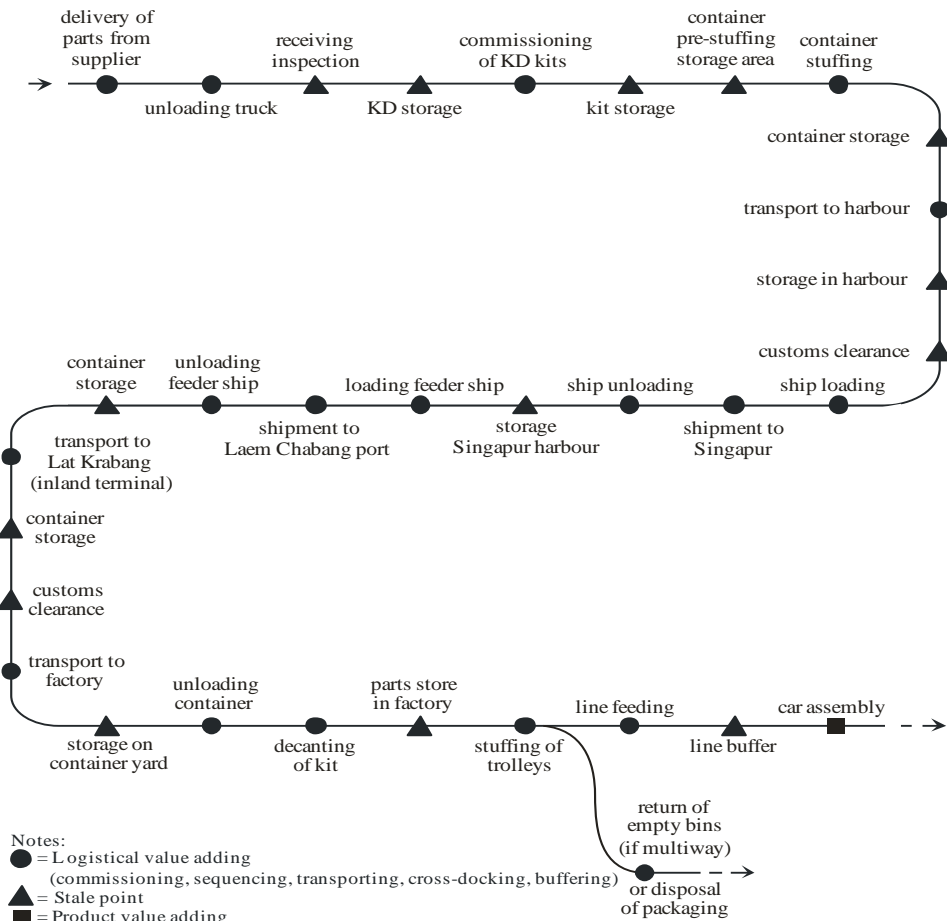 delivery of
parts from
supplier
unloading truck
receiving
inspection
KD storage
commissioning
of KD kits
kit storage
container
pre-stuffing
storage area
container
stuffing
container storage
transport to harbour
storage in harbour
customs clearance
ship loading
shipment to
Singapur
ship unloading
storage
Singapur harbour
loading feeder ship
shipment to
Laem Chabang port
unloading
feeder ship
container
storage
transport to
Lat Krabang
(inland terminal)
container
storage
customs
clearance
transport to
factory
storage on
container yard
unloading
container
decanting
of kit
parts store
in factory
stuffing of
trolleys
line feeding
line buffer
car assembly
return of
empty bins
(if multiway)
or disposal
of packaging
Notes:
= Logistical value adding
(commissioning, sequencing, transporting, cross-docking, buffering)
= Stale point
= Product value adding